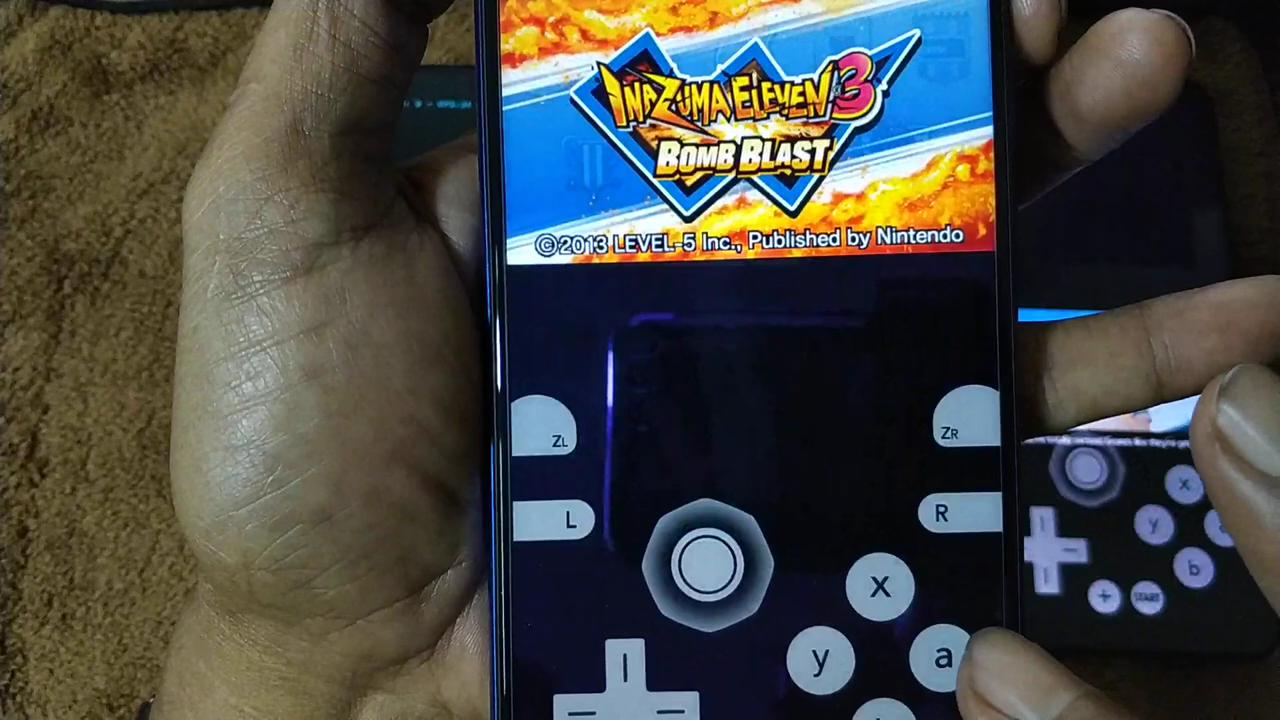 INAZUMA ELEVEN 3
BOMB BLAST
©2013 LEVEL-5 Inc., Published by Nintendo
ZL
ZR
L
R
x
y
a
x
y
b
START